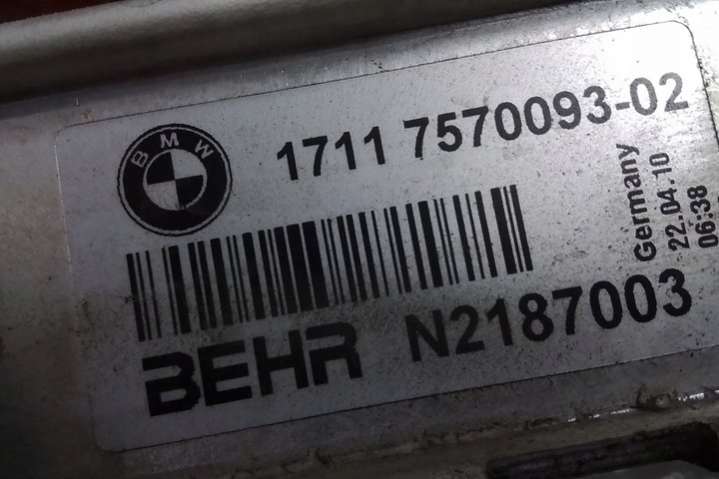 BMW
1711 7570093-02
Germany
22.04.10
06:38
BEHR N2187003